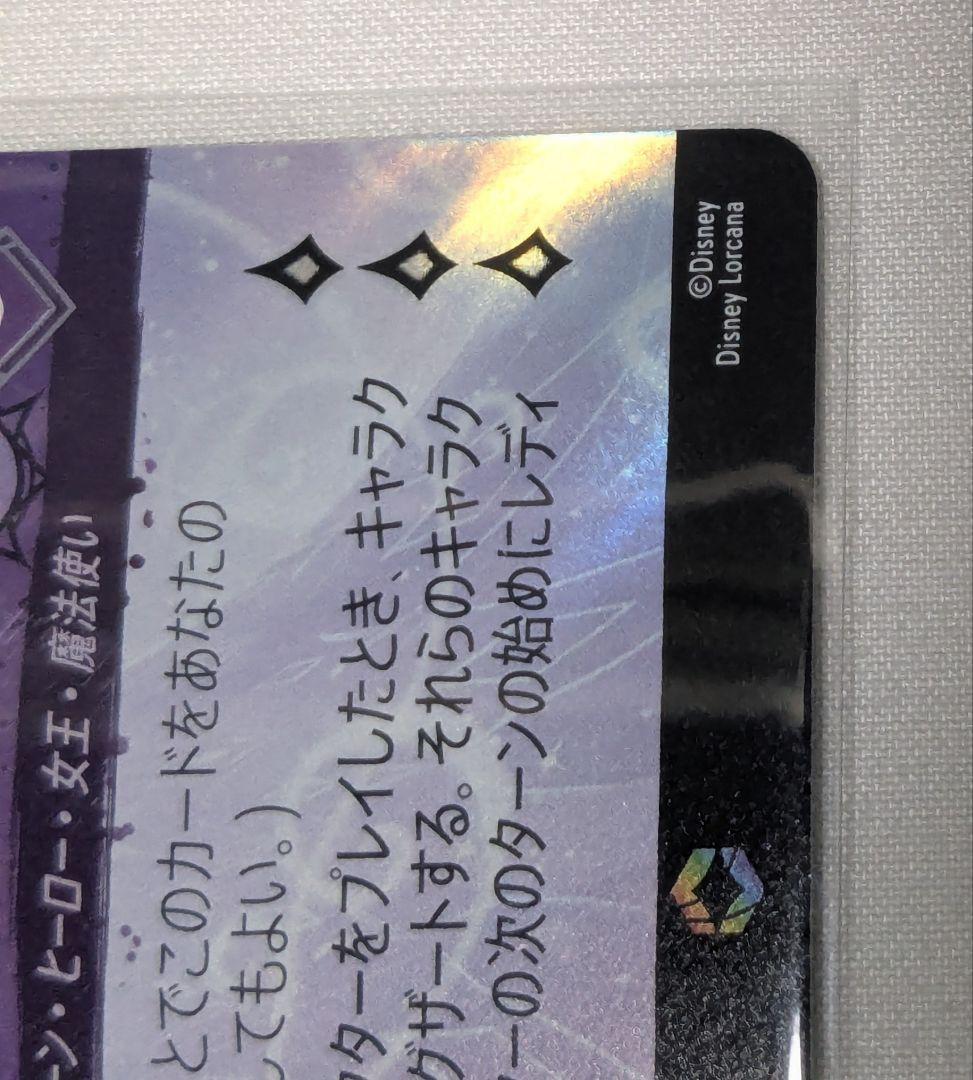 ーン・ヒーロー・女王・魔法使い
とでこのカードをあなたの
してもよい。)
ターをプレイしたとき、キャラク
グザートする。それらのキャラク
ーの次のターンの始めにレディ
©Disney
Disney Lorcana